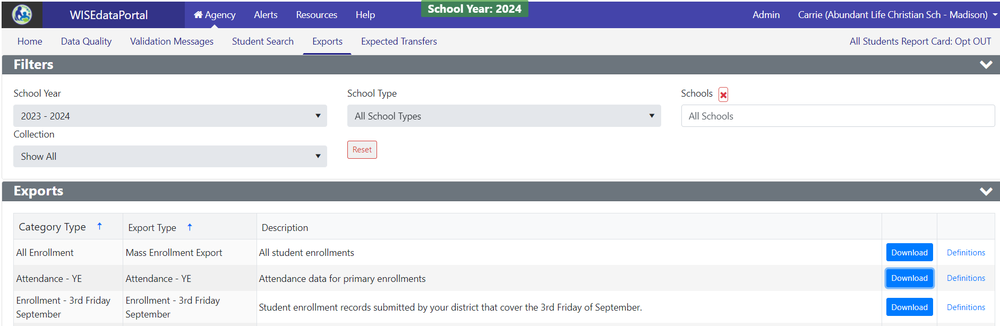 WISEdataPortal Agency Alerts Resources Help School Year: 2024 Admin Carrie (Abundant Life Christian Sch - Madison)
Home Data Quality Validation Messages Student Search Exports Expected Transfers All Students Report Card: Opt OUT
Filters
School Year School Type Schools
2023 - 2024 All School Types All Schools
Collection
Show All Reset
Exports
Category Type Export Type Description
All Enrollment Mass Enrollment Export All student enrollments Download Definitions
Attendance - YE Attendance - YE Attendance data for primary enrollments Download Definitions
Enrollment - 3rd Friday September Enrollment - 3rd Friday September Student enrollment records submitted by your district that cover the 3rd Friday of September. Download Definitions